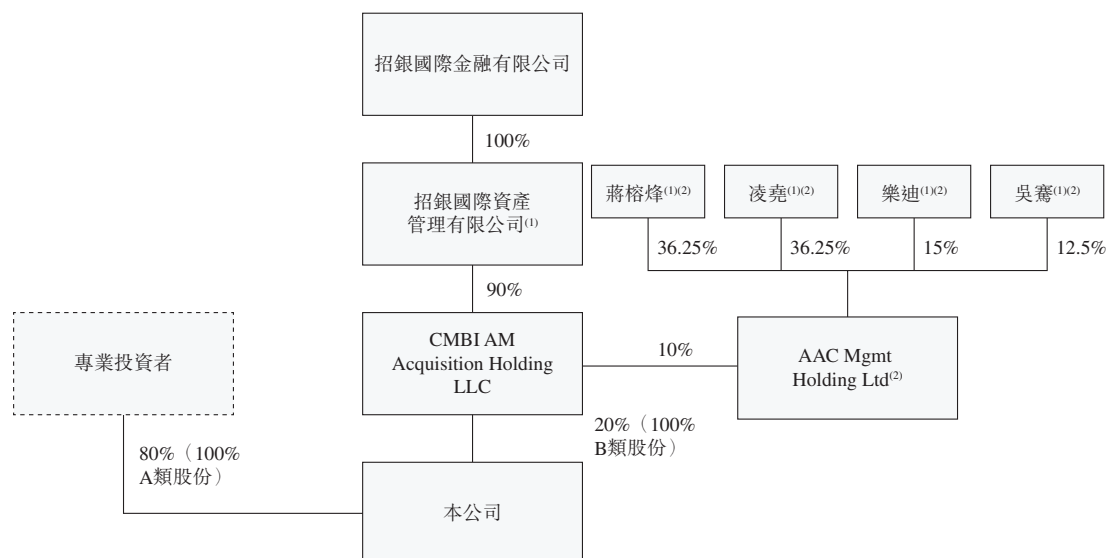 招銀國際金融有限公司
100%
招銀國際資產
管理有限公司(1)
蔣榕烽(1)(2)
凌堯(1)(2)
樂迪(1)(2)
吳騫(1)(2)
36.25%
36.25%
15%
12.5%
90%
專業投資者
CMBI AM
Acquisition Holding
LLC
10%
AAC Mgmt
Holding Ltd(2)
80%（100%
A類股份）
20%（100%
B類股份）
本公司